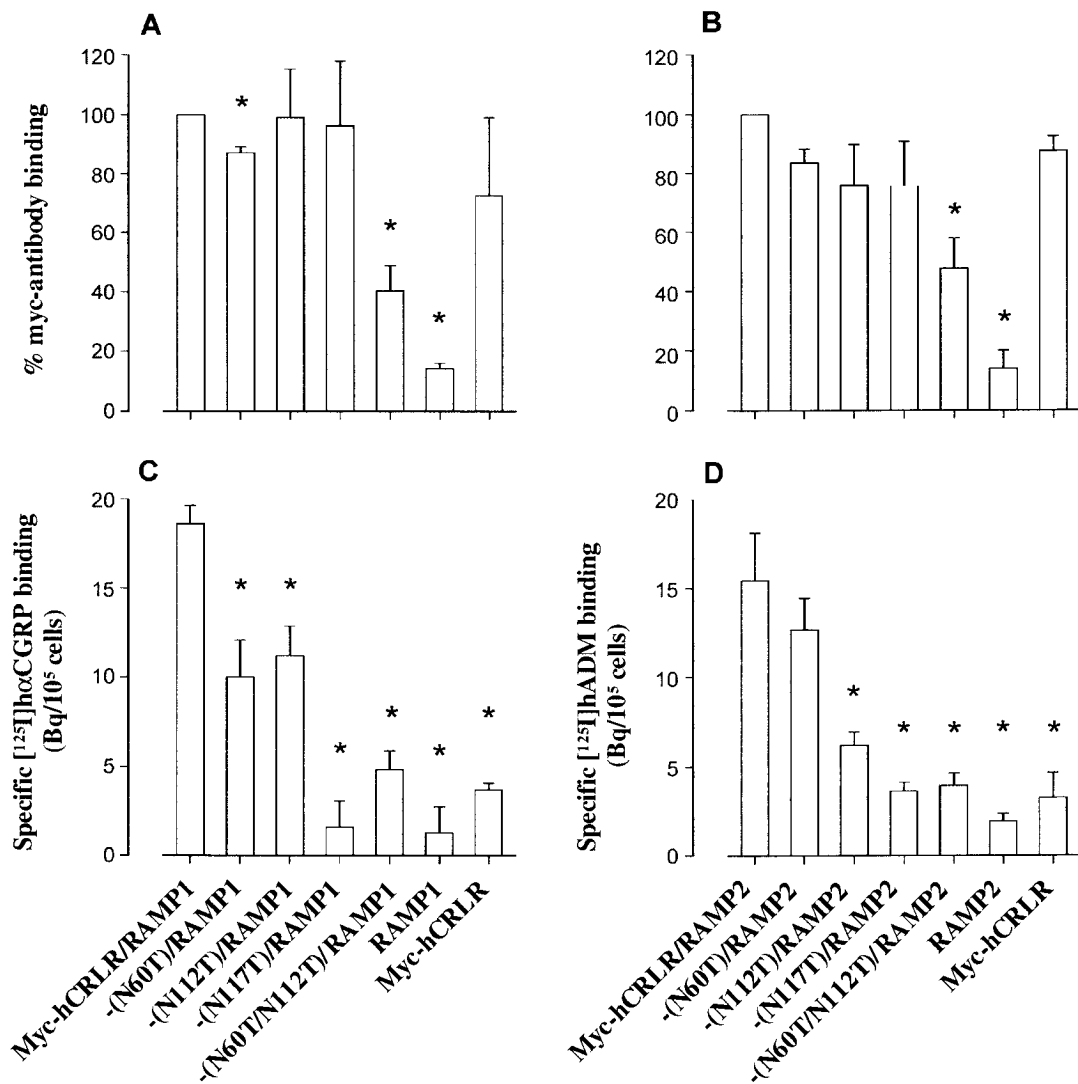 A
B
% myc-antibody binding
120
100
80
60
40
20
0
*
*
*
120
100
80
60
40
20
0
*
*
C
D
Specific [¹²⁵I]hαCGRP binding
(Bq/10⁵ cells)
20
15
10
5
0
*
*
*
*
*
*
Specific [¹²⁵I]hADM binding
(Bq/10⁵ cells)
20
15
10
5
0
*
*
*
*
*
Myc-hCRLR/RAMP1
-(N60T)/RAMP1
-(N112T)/RAMP1
-(N117T)/RAMP1
-(N60T/N112T)/RAMP1
RAMP1
Myc-hCRLR
Myc-hCRLR/RAMP2
-(N60T)/RAMP2
-(N112T)/RAMP2
-(N117T)/RAMP2
-(N60T/N112T)/RAMP2
RAMP2
Myc-hCRLR